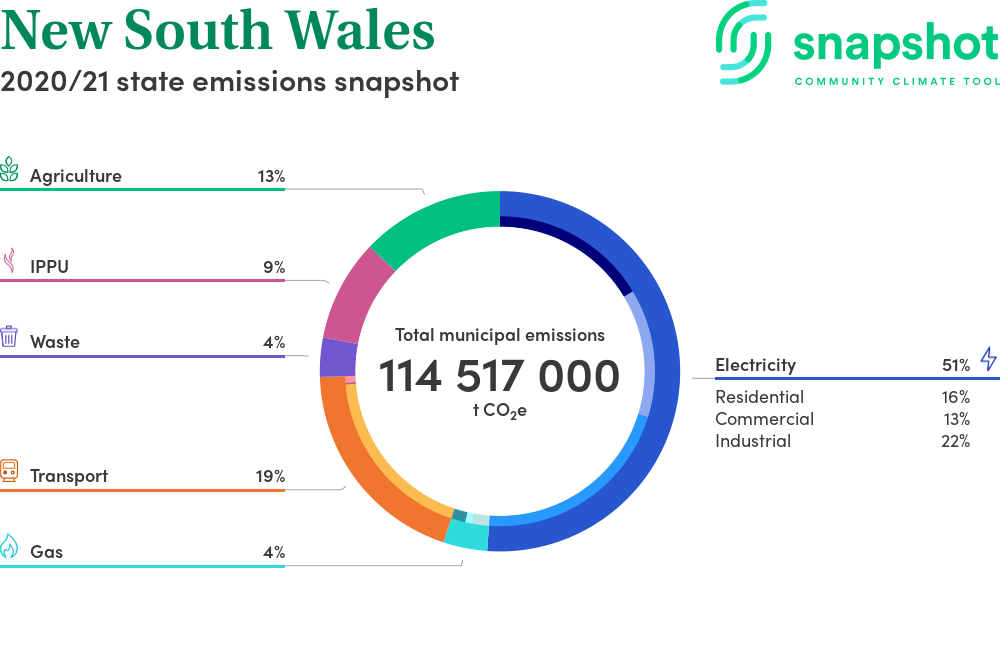 New South Wales
2020/21 state emissions snapshot
snapshot
COMMUNITY CLIMATE TOOL
Agriculture 13%
IPPU 9%
Waste 4%
Transport 19%
Gas 4%
Total municipal emissions
114 517 000
t CO₂e
Electricity 51%
Residential 16%
Commercial 13%
Industrial 22%